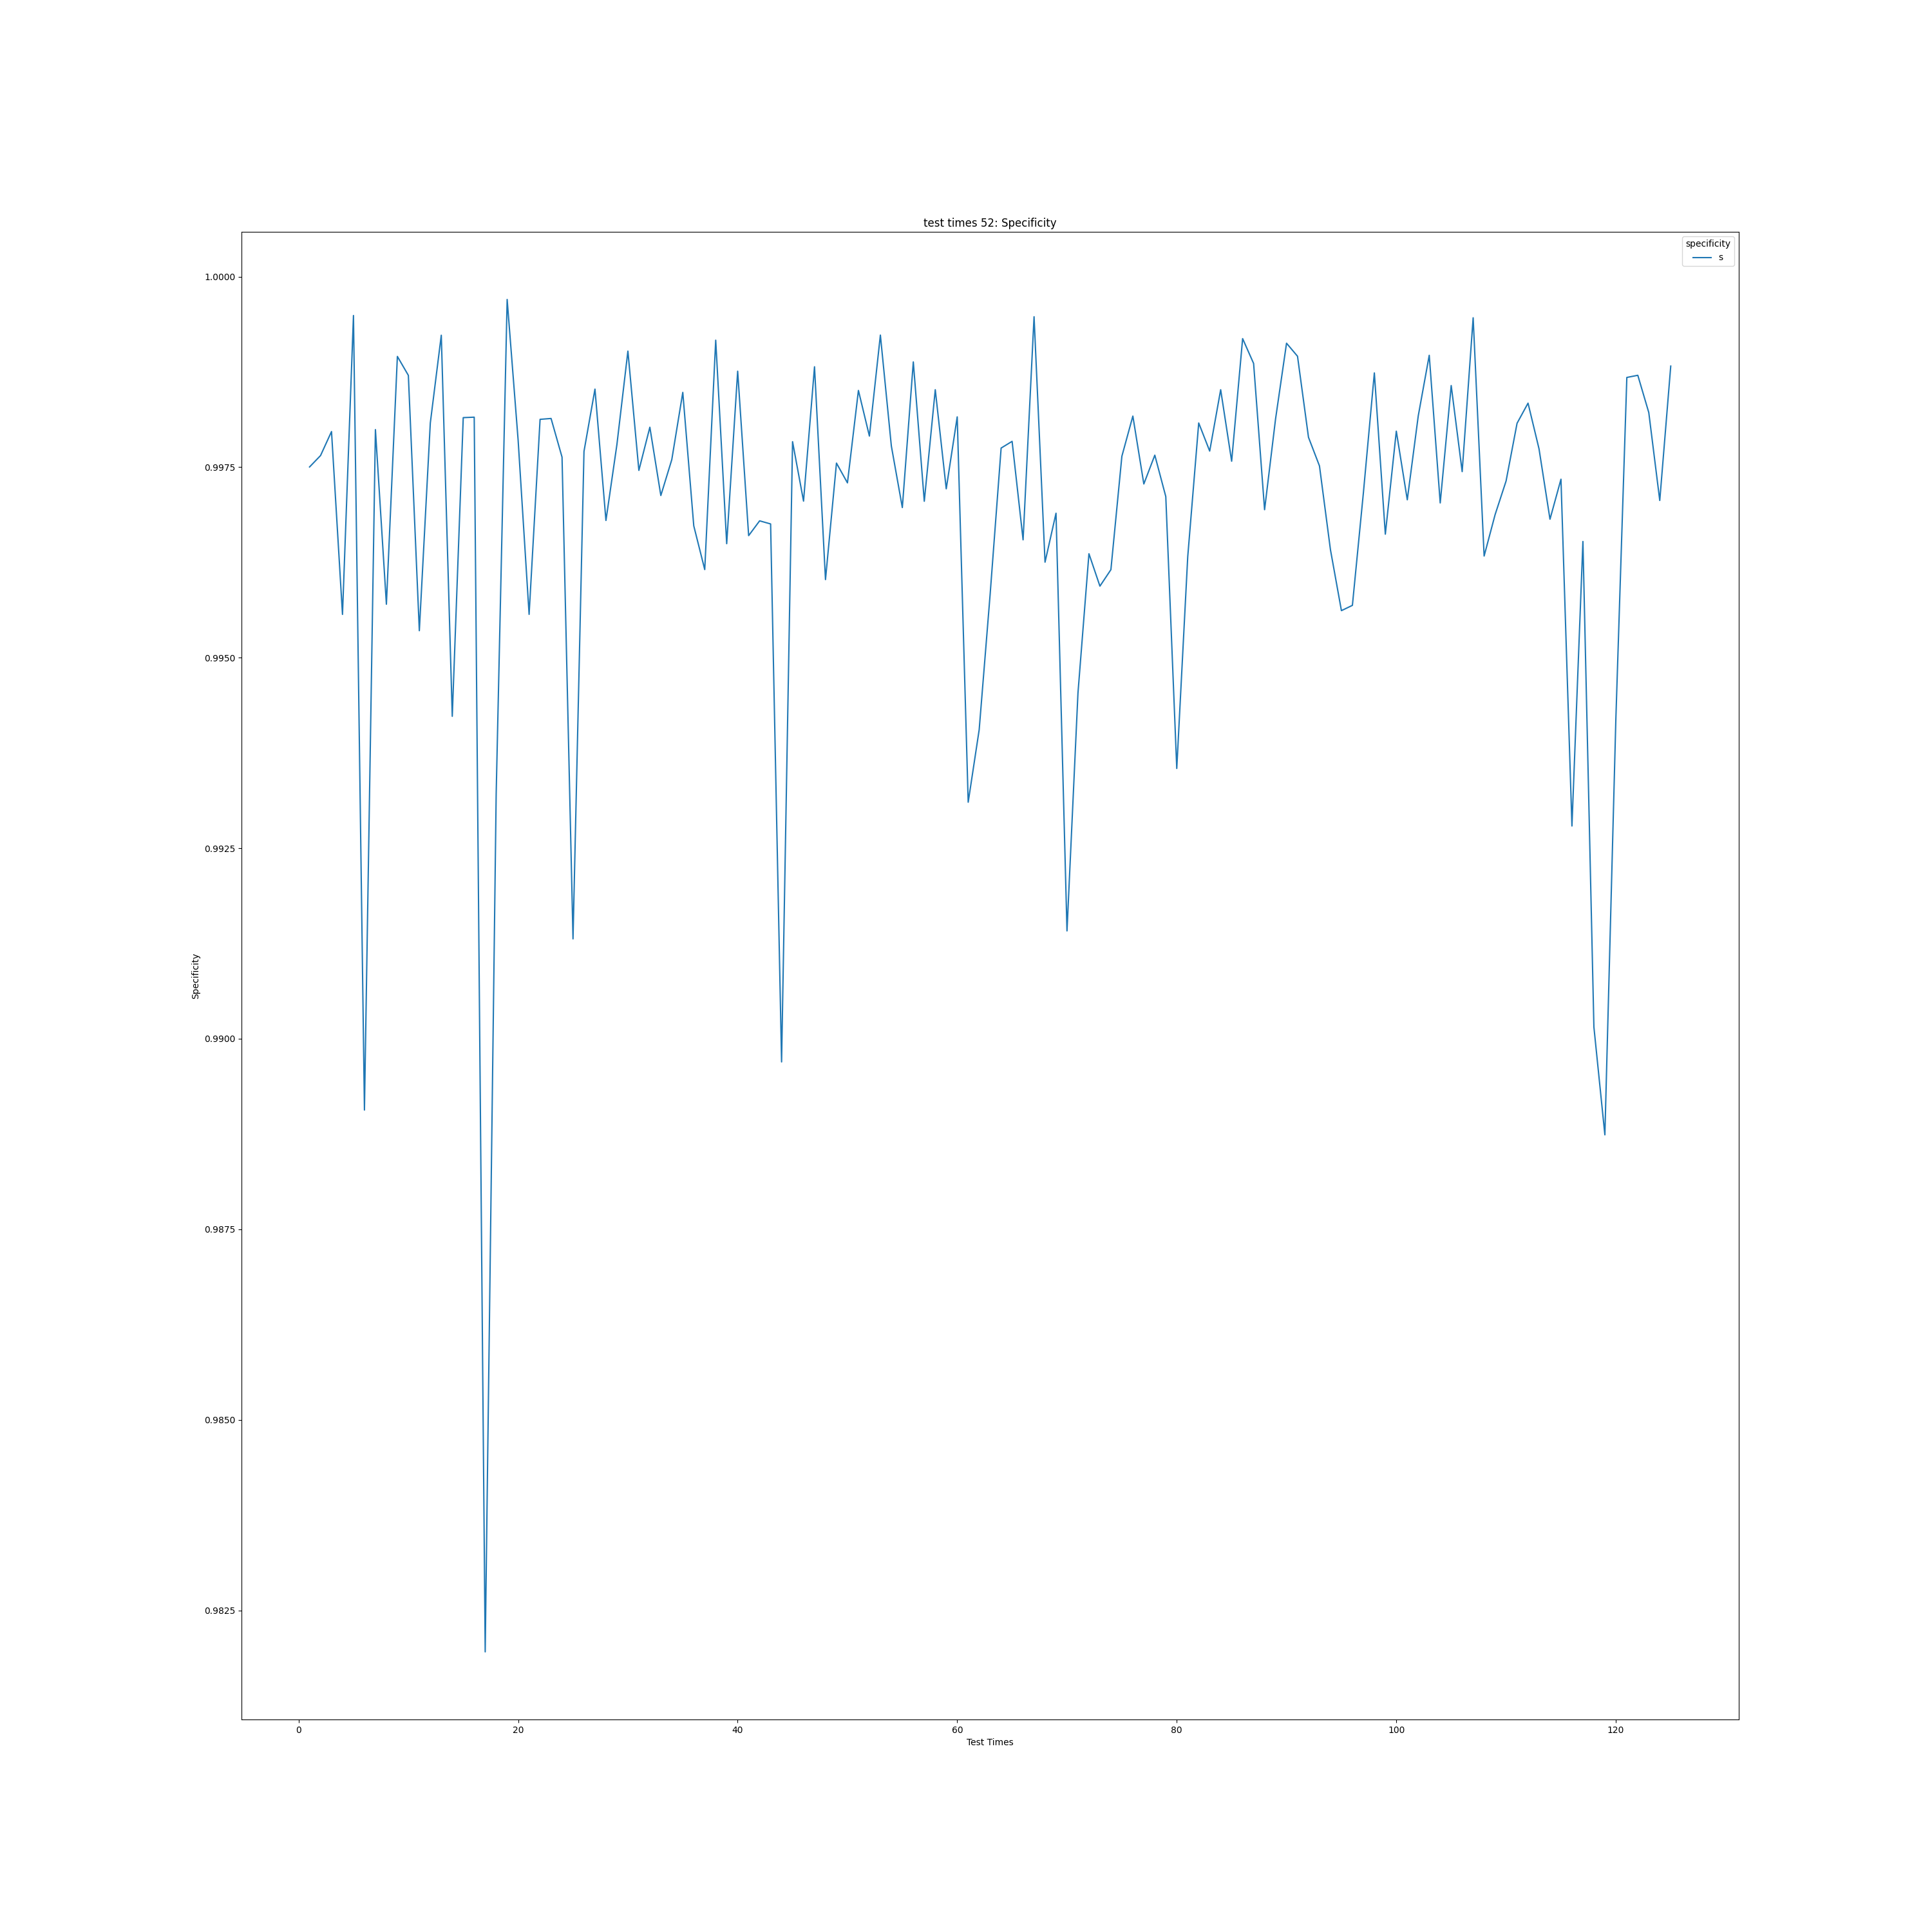 test times 52: Specificity
specificity
s
1.0000
0.9975
0.9950
0.9925
0.9900
0.9875
0.9850
0.9825
Specificity
0 20 40 60 80 100 120
Test Times